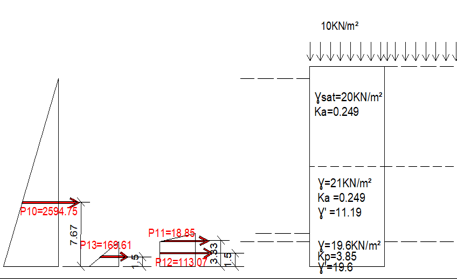 10KN/m²
Ɣsat=20KN/m²
Ka=0.249
Ɣ=21KN/m²
Ka =0.249
Ɣ' = 11.19
P10=2594.75
7.67
P13=169.61
1.5
P11=18.85
P12=113.07
3.33
1.5
Ɣ=19.6KN/m²
Kp=3.85
Ɣ'=19.6